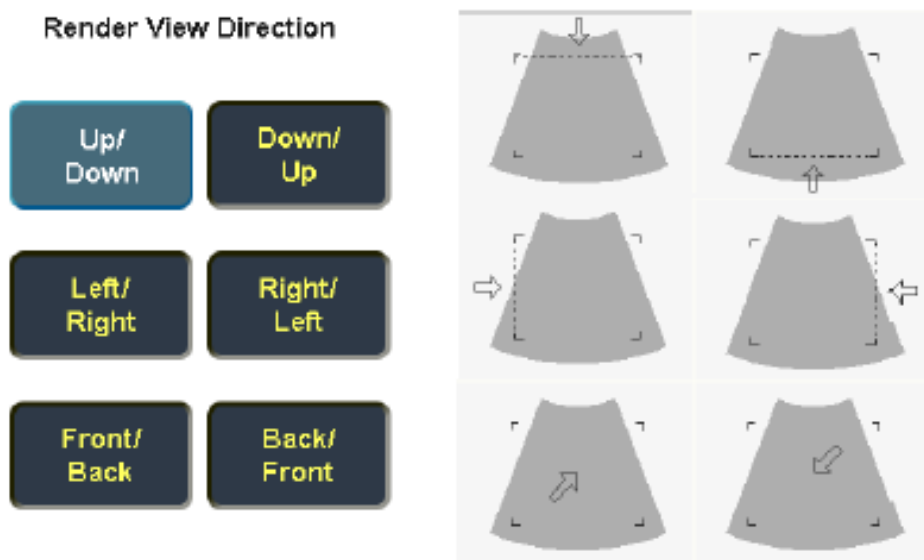 Render View Direction
Up/
Down
Down/
Up
Left/
Right
Right/
Left
Front/
Back
Back/
Front